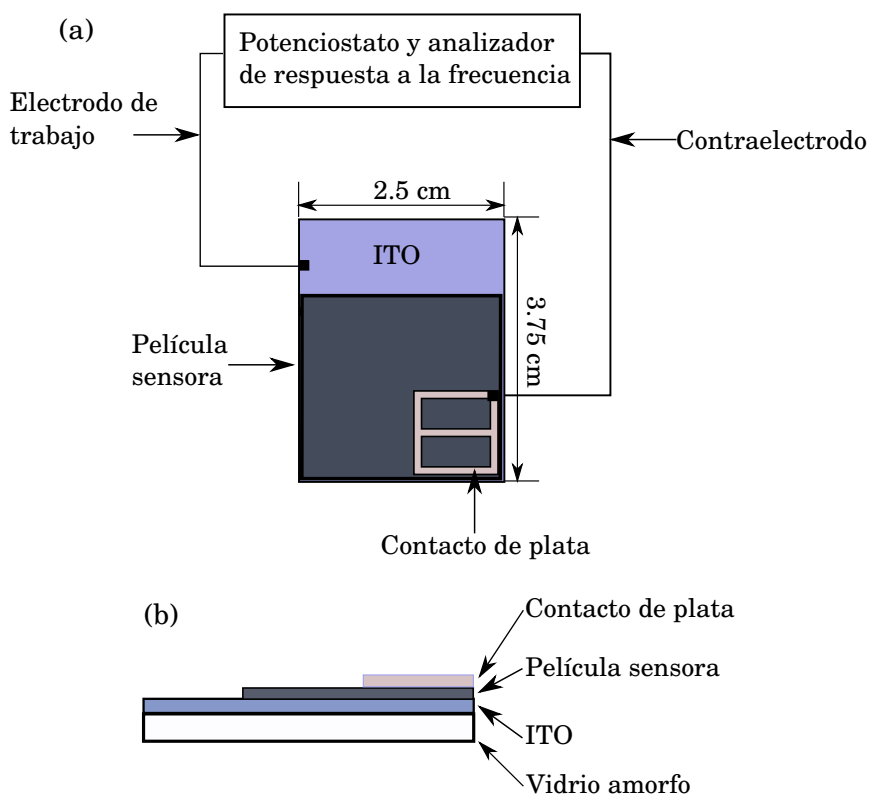 (a)
Potenciostato y analizador
de respuesta a la frecuencia
Electrodo de
trabajo
Contraelectrodo
2.5 cm
ITO
3.75 cm
Película
sensora
Contacto de plata
(b)
Contacto de plata
Película sensora
ITO
Vidrio amorfo